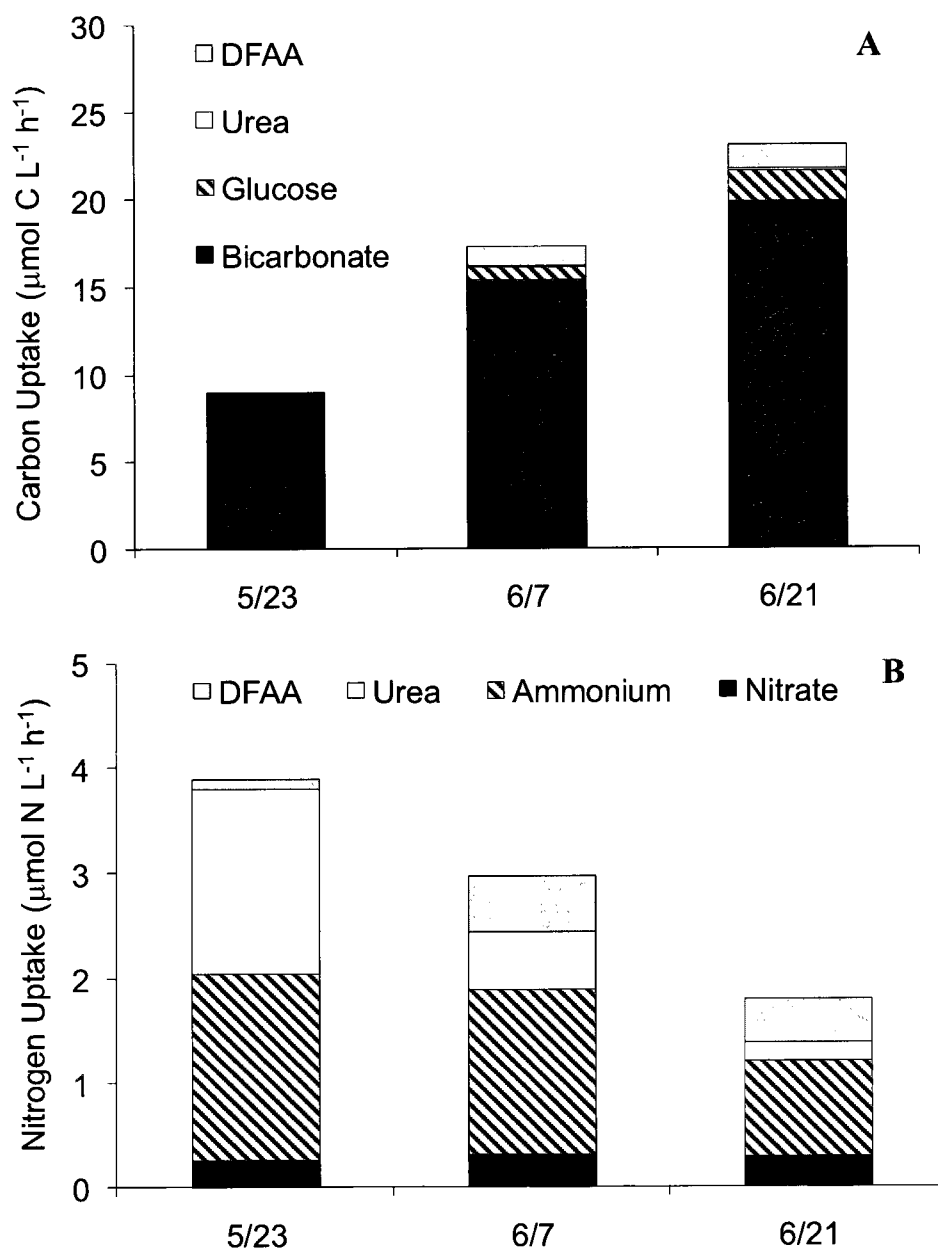 A
30
25
20
15
10
5
0
Carbon Uptake (μmol C L-1 h-1)
DFAA
Urea
Glucose
Bicarbonate
5/23 6/7 6/21
B
5
4
3
2
1
0
Nitrogen Uptake (μmol N L-1 h-1)
DFAA Urea Ammonium Nitrate
5/23 6/7 6/21